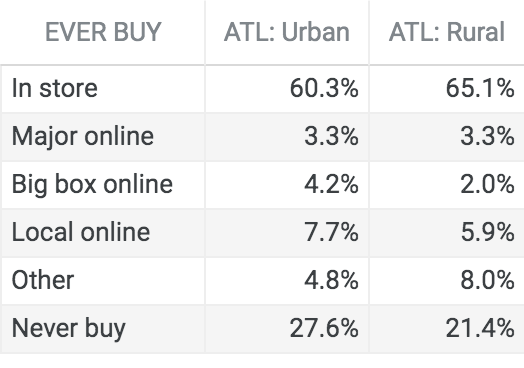 EVER BUY ATL: Urban ATL: Rural
In store 60.3% 65.1%
Major online 3.3% 3.3%
Big box online 4.2% 2.0%
Local online 7.7% 5.9%
Other 4.8% 8.0%
Never buy 27.6% 21.4%